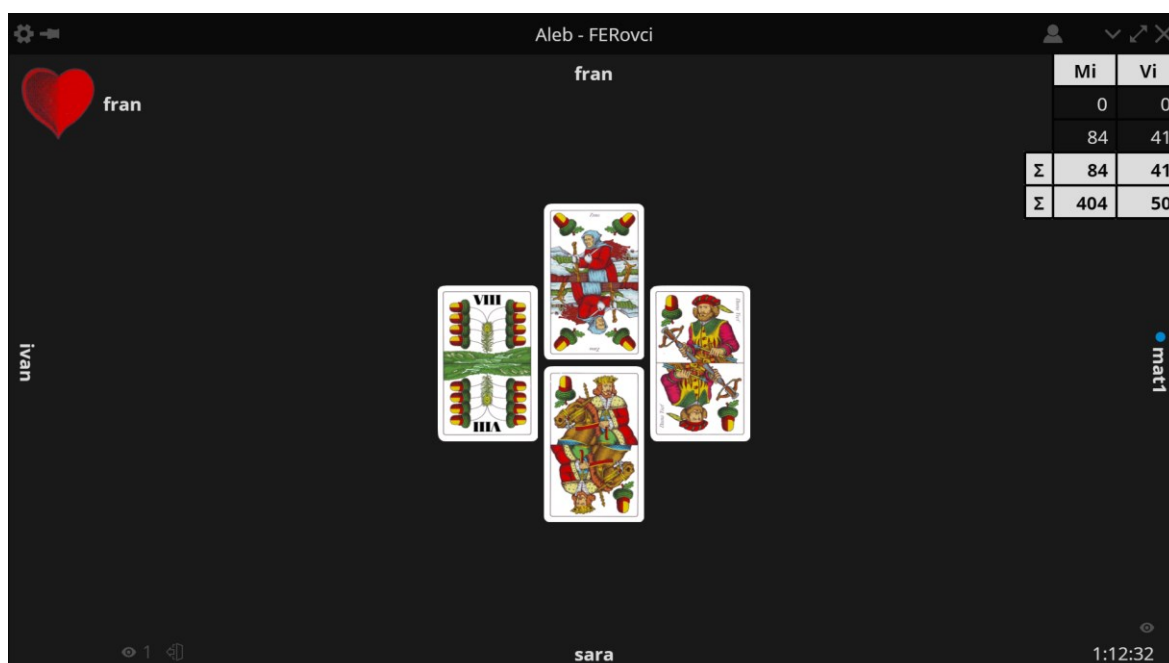 Aleb - FERovci
fran
fran
Mi Vi
0 0
84 41
Σ 84 41
Σ 404 50
VIII
VIII
ivan
mat1
1
sara
1:12:32